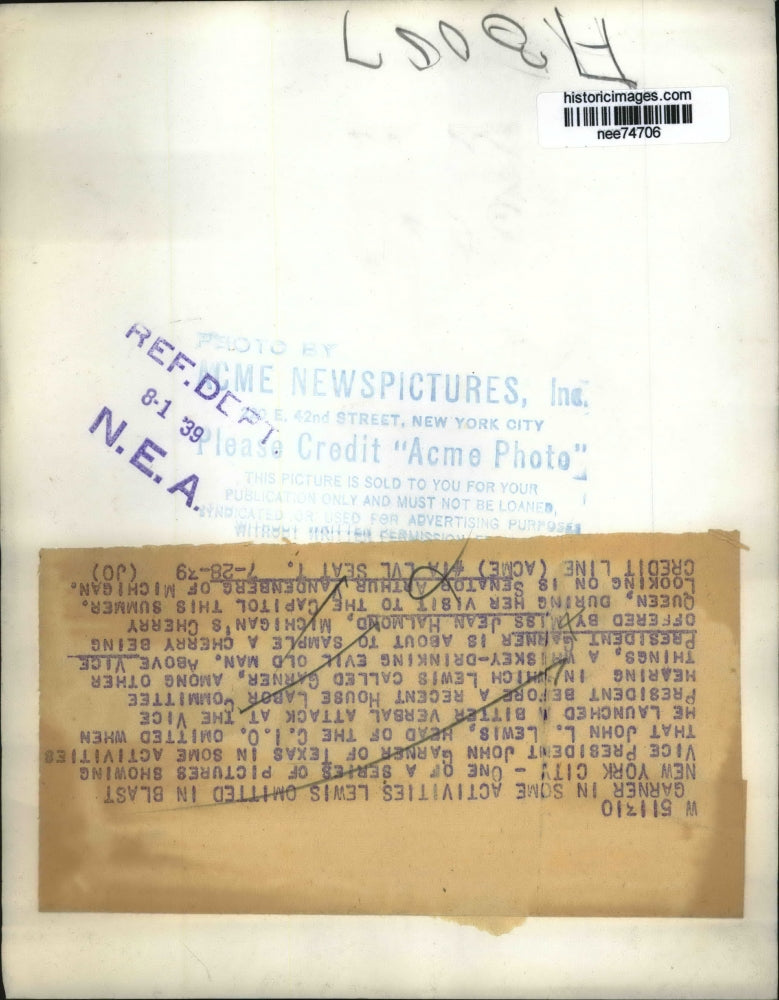 historicimages.com
nee74706
REF. DEPT.
8-1 '39
N.E.A.
PHOTO BY
ACME NEWSPICTURES, Inc.
E. 42nd STREET, NEW YORK CITY
Please Credit "Acme Photo"
THIS PICTURE IS SOLD TO YOU FOR YOUR
PUBLICATION ONLY AND MUST NOT BE LOANED,
SYNDICATED OR USED FOR ADVERTISING PURPOSES
WITHOUT WRITTEN PERMISSION
W 511710
GARNER IN SOME ACTIVITIES LEWIS OMITTED IN BLAST
NEW YORK CITY - ONE OF A SERIES OF PICTURES SHOWING
VICE PRESIDENT JOHN GARNER OF TEXAS IN SOME ACTIVITIES
THAT JOHN L. LEWIS, HEAD OF THE C.I.O. OMITTED WHEN
HE LAUNCHED A BITTER VERBAL ATTACK AT THE VICE
PRESIDENT BEFORE A RECENT HOUSE LABOR COMMITTEE
HEARING IN WHICH LEWIS CALLED GARNER, AMONG OTHER
THINGS, A WHISKEY-DRINKING EVIL OLD MAN. ABOVE VICE
PRESIDENT GARNER IS ABOUT TO SAMPLE A CHERRY BEING
OFFERED BY MISS JEAN HALMOND, MICHIGAN'S CHERRY
QUEEN, DURING HER VISIT TO THE CAPITOL THIS SUMMER.
LOOKING ON IS SENATOR ARTHUR VANDENBERG OF MICHIGAN.
CREDIT LINE (ACME) LVL SEAT T. 7-28-39 (JO)